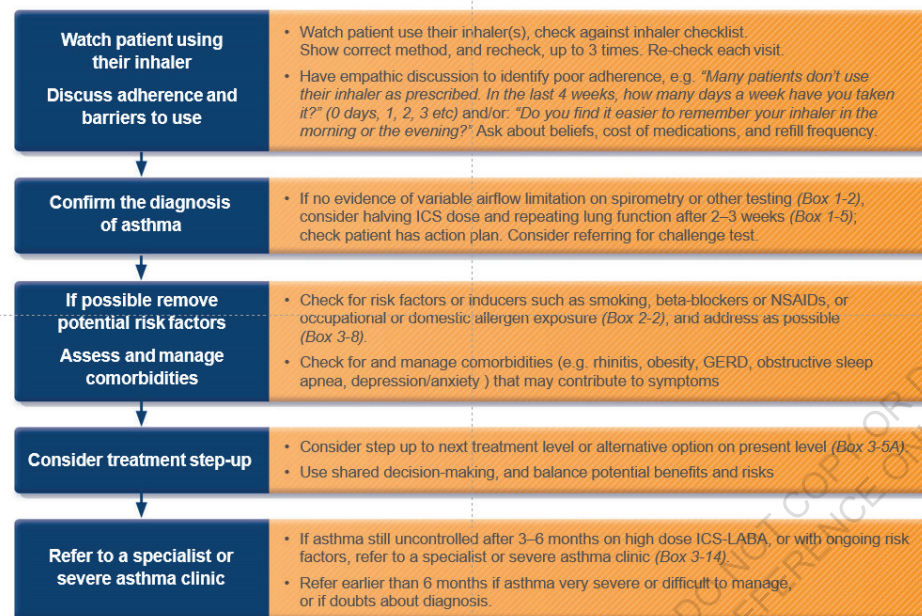 Watch patient using
their inhaler
Discuss adherence and
barriers to use
• Watch patient use their inhaler(s), check against inhaler checklist.
Show correct method, and recheck, up to 3 times. Re-check each visit.
• Have empathic discussion to identify poor adherence, e.g. “Many patients don’t use
their inhaler as prescribed. In the last 4 weeks, how many days a week have you taken
it?” (0 days, 1, 2, 3 etc) and/or: “Do you find it easier to remember your inhaler in the
morning or the evening?” Ask about beliefs, cost of medications, and refill frequency.
Confirm the diagnosis
of asthma
• If no evidence of variable airflow limitation on spirometry or other testing (Box 1-2),
consider halving ICS dose and repeating lung function after 2–3 weeks (Box 1-5);
check patient has action plan. Consider referring for challenge test.
If possible remove
potential risk factors
Assess and manage
comorbidities
• Check for risk factors or inducers such as smoking, beta-blockers or NSAIDs, or
occupational or domestic allergen exposure (Box 2-2), and address as possible
(Box 3-8).
• Check for and manage comorbidities (e.g. rhinitis, obesity, GERD, obstructive sleep
apnea, depression/anxiety ) that may contribute to symptoms
Consider treatment step-up
• Consider step up to next treatment level or alternative option on present level (Box 3-5A).
• Use shared decision-making, and balance potential benefits and risks
Refer to a specialist or
severe asthma clinic
• If asthma still uncontrolled after 3–6 months on high dose ICS-LABA, or with ongoing risk
factors, refer to a specialist or severe asthma clinic (Box 3-14).
• Refer earlier than 6 months if asthma very severe or difficult to manage,
or if doubts about diagnosis.
DO NOT COPY OR